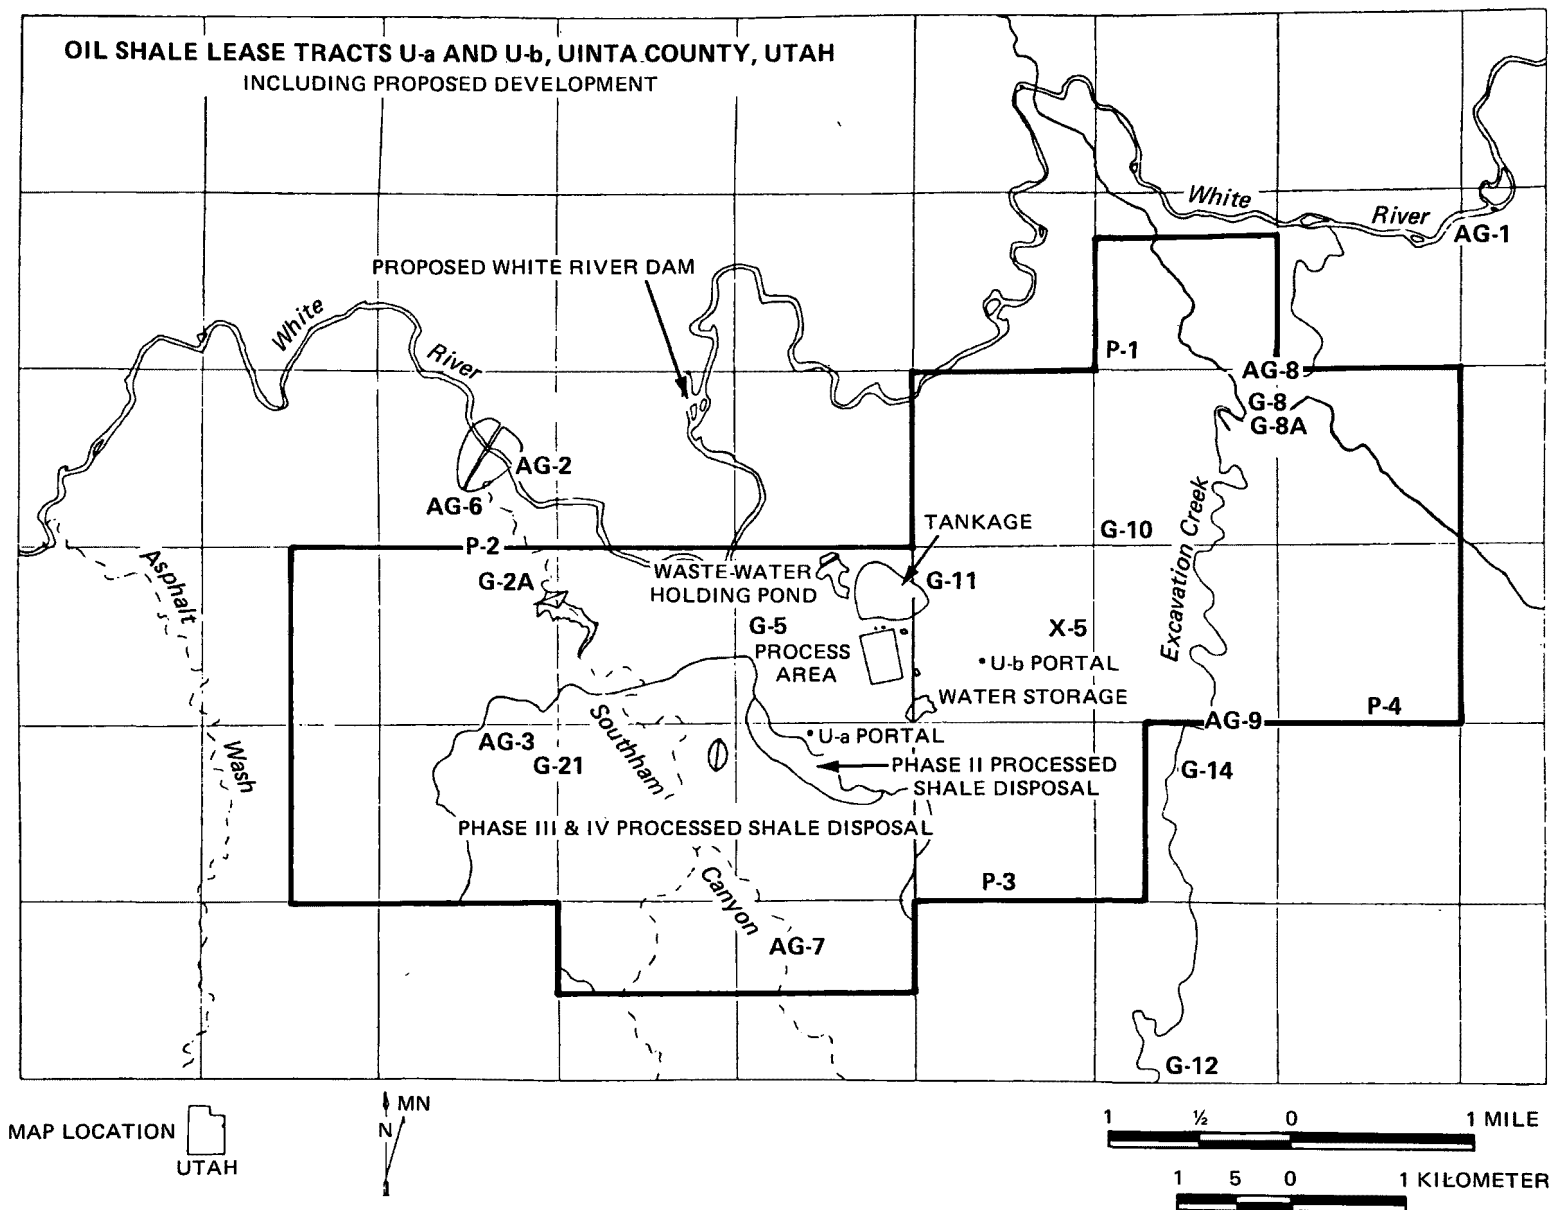 OIL SHALE LEASE TRACTS U-a AND U-b, UINTA COUNTY, UTAH
INCLUDING PROPOSED DEVELOPMENT
White
River
AG-1
PROPOSED WHITE RIVER DAM
White
River
P-1
AG-8
G-8
G-8A
AG-2
AG-6
TANKAGE
G-10
Excavation Creek
P-2
Asphalt
Wash
G-2A
WASTE-WATER
HOLDING POND
G-11
G-5
X-5
PROCESS
AREA
U-b PORTAL
WATER STORAGE
P-4
AG-9
AG-3
G-21
Southham
Canyon
U-a PORTAL
PHASE II PROCESSED
SHALE DISPOSAL
G-14
PHASE III & IV PROCESSED SHALE DISPOSAL
P-3
AG-7
G-12
MAP LOCATION
UTAH
MN
N
1 ½ 0 1 MILE
1 5 0 1 KILOMETER